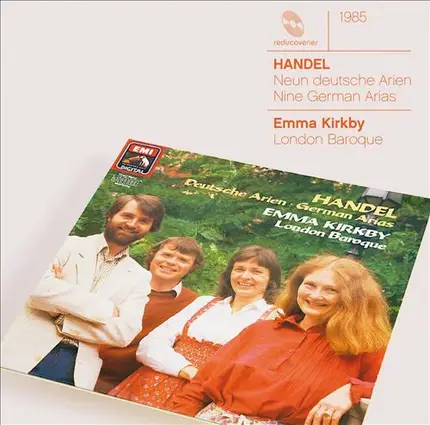 rediscoveries
1985
HANDEL
Neun deutsche Arien
Nine German Arias
Emma Kirkby
London Baroque
EMI
DIGITAL
HANDEL
Deutsche Arien · German Arias
EMMA KIRKBY
London Baroque